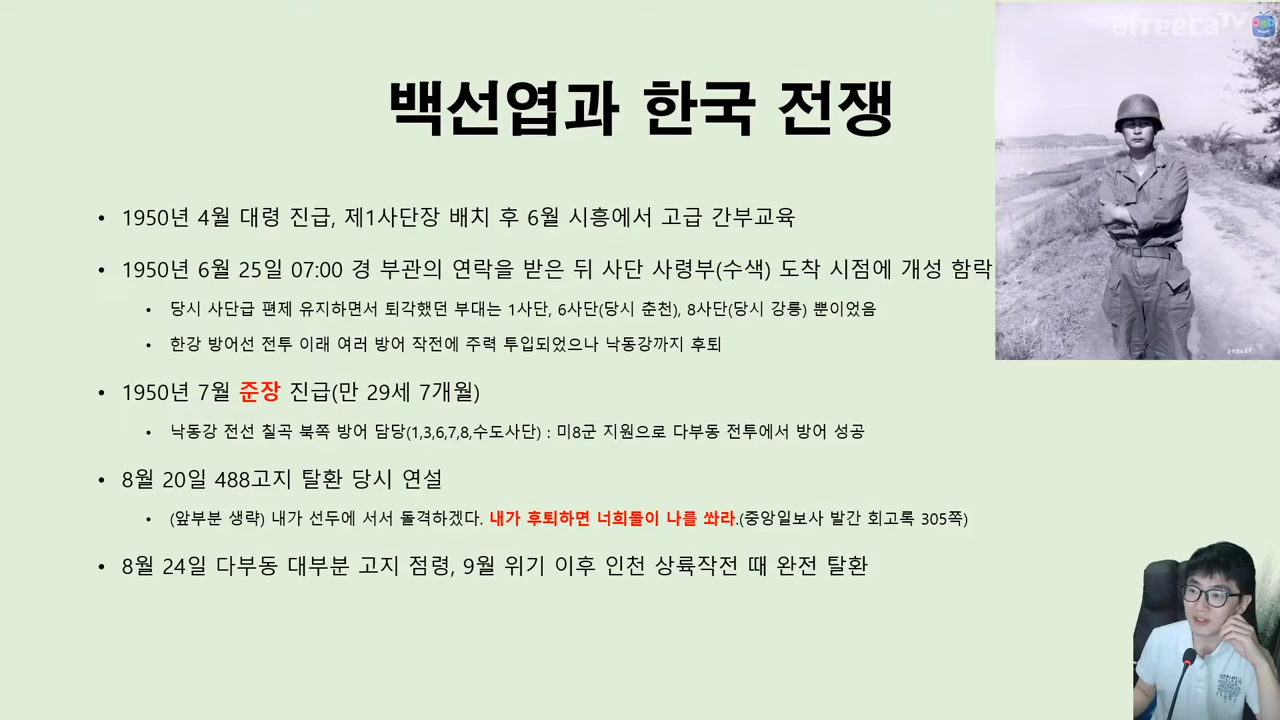 afreecaTV
백선엽과 한국 전쟁
• 1950년 4월 대령 진급, 제1사단장 배치 후 6월 시흥에서 고급 간부교육
• 1950년 6월 25일 07:00 경 부관의 연락을 받은 뒤 사단 사령부(수색) 도착 시점에 개성 함락
• 당시 사단급 편제 유지하면서 퇴각했던 부대는 1사단, 6사단(당시 춘천), 8사단(당시 강릉) 뿐이었음
• 한강 방어선 전투 이래 여러 방어 작전에 주력 투입되었으나 낙동강까지 후퇴
• 1950년 7월 준장 진급(만 29세 7개월)
• 낙동강 전선 칠곡 북쪽 방어 담당(1,3,6,7,8,수도사단) : 미8군 지원으로 다부동 전투에서 방어 성공
• 8월 20일 488고지 탈환 당시 연설
• (앞부분 생략) 내가 선두에 서서 돌격하겠다. 내가 후퇴하면 너희들이 나를 쏴라.(중앙일보사 발간 회고록 305쪽)
• 8월 24일 다부동 대부분 고지 점령, 9월 위기 이후 인천 상륙작전 때 완전 탈환